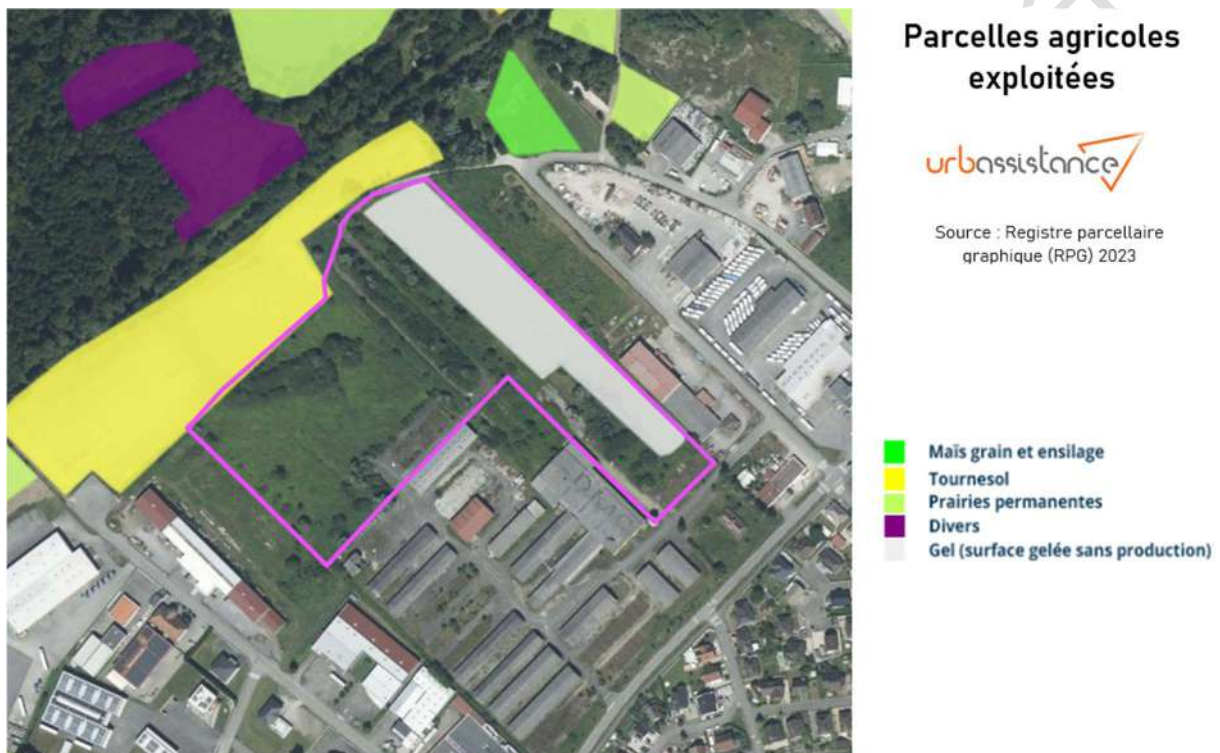 Parcelles agricoles
exploitées
urbassistance
Source : Registre parcellaire
graphique (RPG) 2023
Maïs grain et ensilage
Tournesol
Prairies permanentes
Divers
Gel (surface gelée sans production)